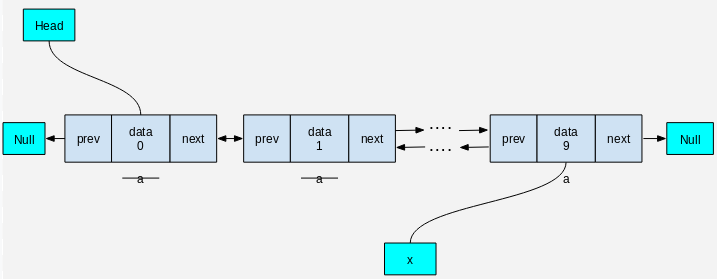 Head
Null
prev
data
0
next
prev
data
1
next
....
....
prev
data
9
next
Null
a
a
a
x